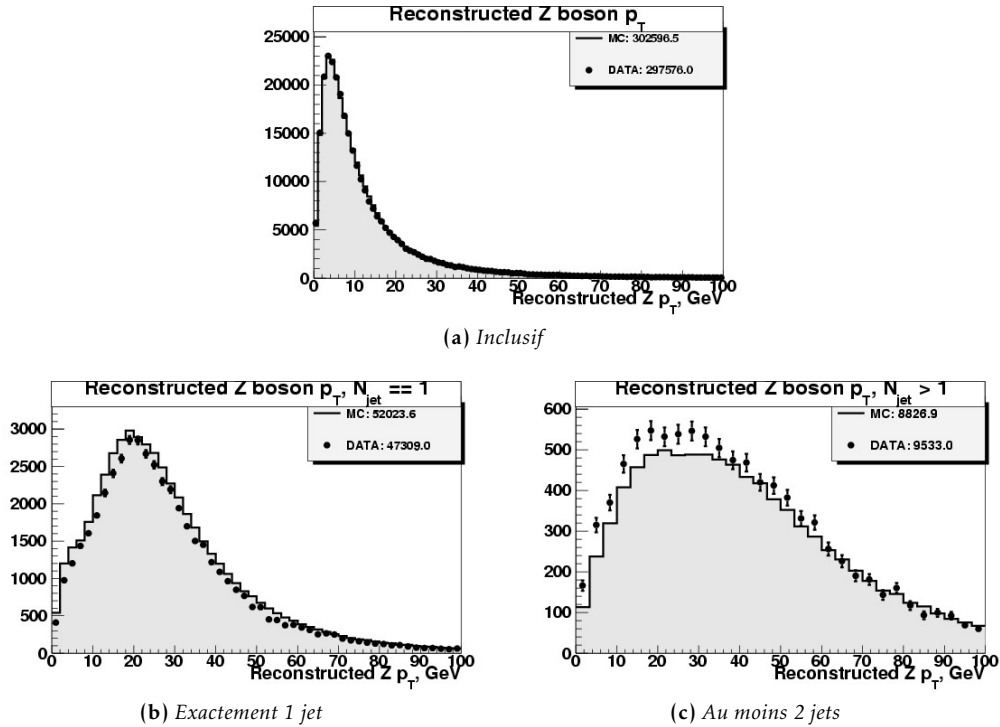 Reconstructed Z boson p_T
MC: 302596.5
DATA: 297576.0
25000
20000
15000
10000
5000
0
0 10 20 30 40 50 60 70 80 90 100
Reconstructed Z p_T, GeV
(a) Inclusif
Reconstructed Z boson p_T, N_jet == 1
MC: 52023.6
DATA: 47309.0
3000
2500
2000
1500
1000
500
0
0 10 20 30 40 50 60 70 80 90 100
Reconstructed Z p_T, GeV
(b) Exactement 1 jet
Reconstructed Z boson p_T, N_jet > 1
MC: 8826.9
DATA: 9533.0
600
500
400
300
200
100
0
0 10 20 30 40 50 60 70 80 90 100
Reconstructed Z p_T, GeV
(c) Au moins 2 jets